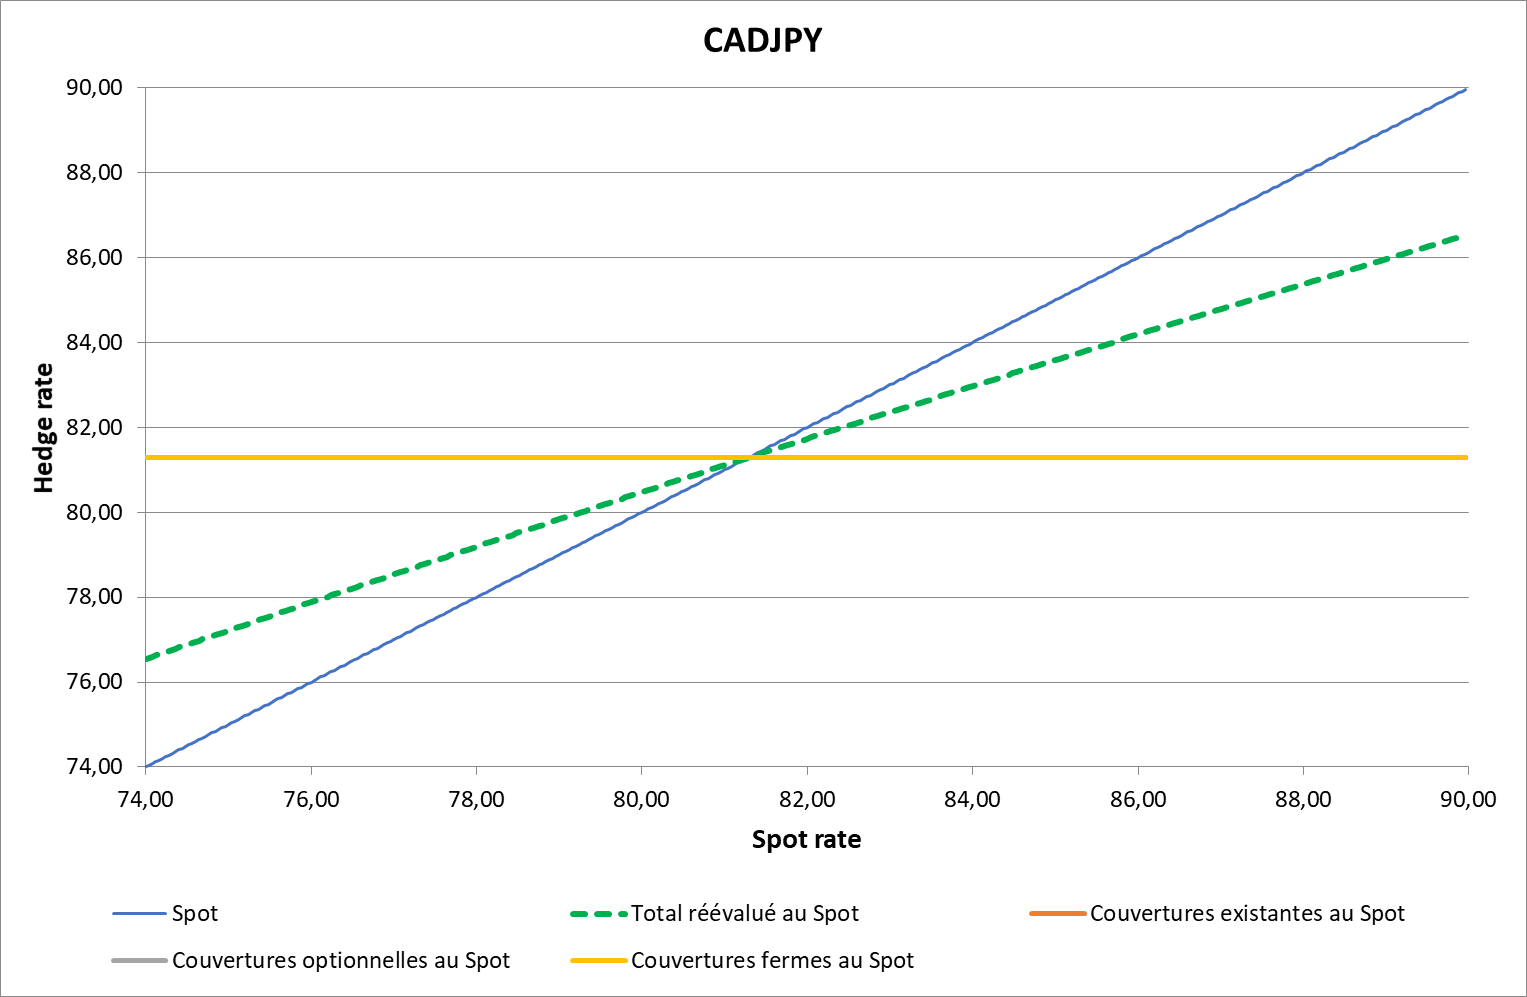 CADJPY
90,00
88,00
86,00
84,00
82,00
80,00
78,00
76,00
74,00
Hedge rate
74,00 76,00 78,00 80,00 82,00 84,00 86,00 88,00 90,00
Spot rate
Spot Total réévalué au Spot Couvertures existantes au Spot
Couvertures optionnelles au Spot Couvertures fermes au Spot